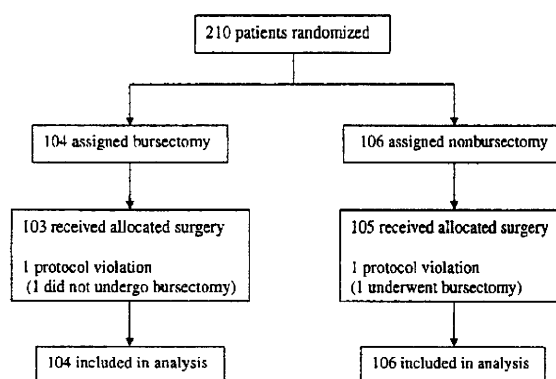 210 patients randomized
104 assigned bursectomy
106 assigned nonbursectomy
103 received allocated surgery
1 protocol violation
(1 did not undergo bursectomy)
105 received allocated surgery
1 protocol violation
(1 underwent bursectomy)
104 included in analysis
106 included in analysis